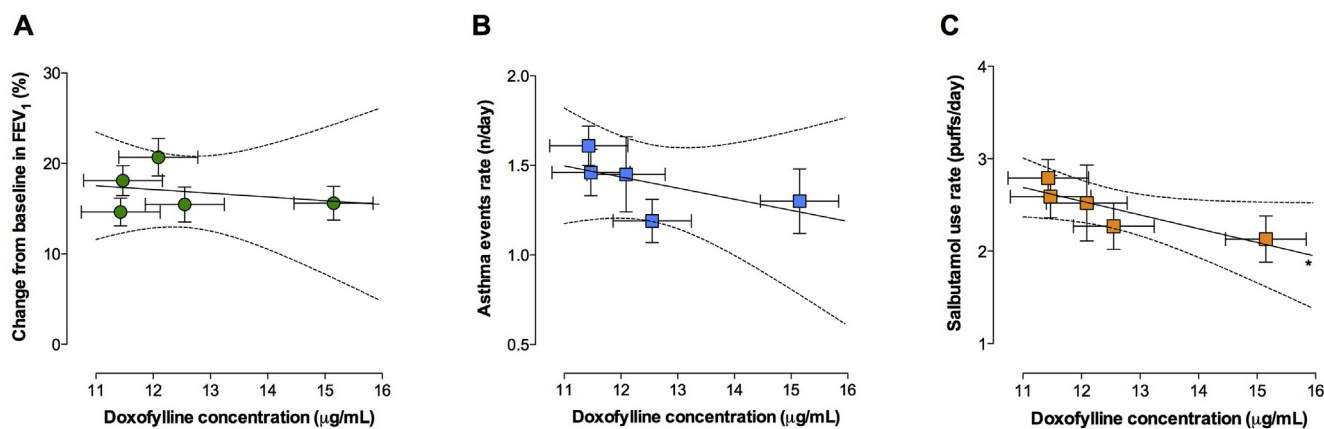 A
B
C
Change from baseline in FEV₁ (%)
30
20
10
0
11 12 13 14 15 16
Doxofylline concentration (μg/mL)
Asthma events rate (n/day)
2.0
1.5
1.0
0.5
11 12 13 14 15 16
Doxofylline concentration (μg/mL)
Salbutamol use rate (puffs/day)
4
3
2
1
*
11 12 13 14 15 16
Doxofylline concentration (μg/mL)